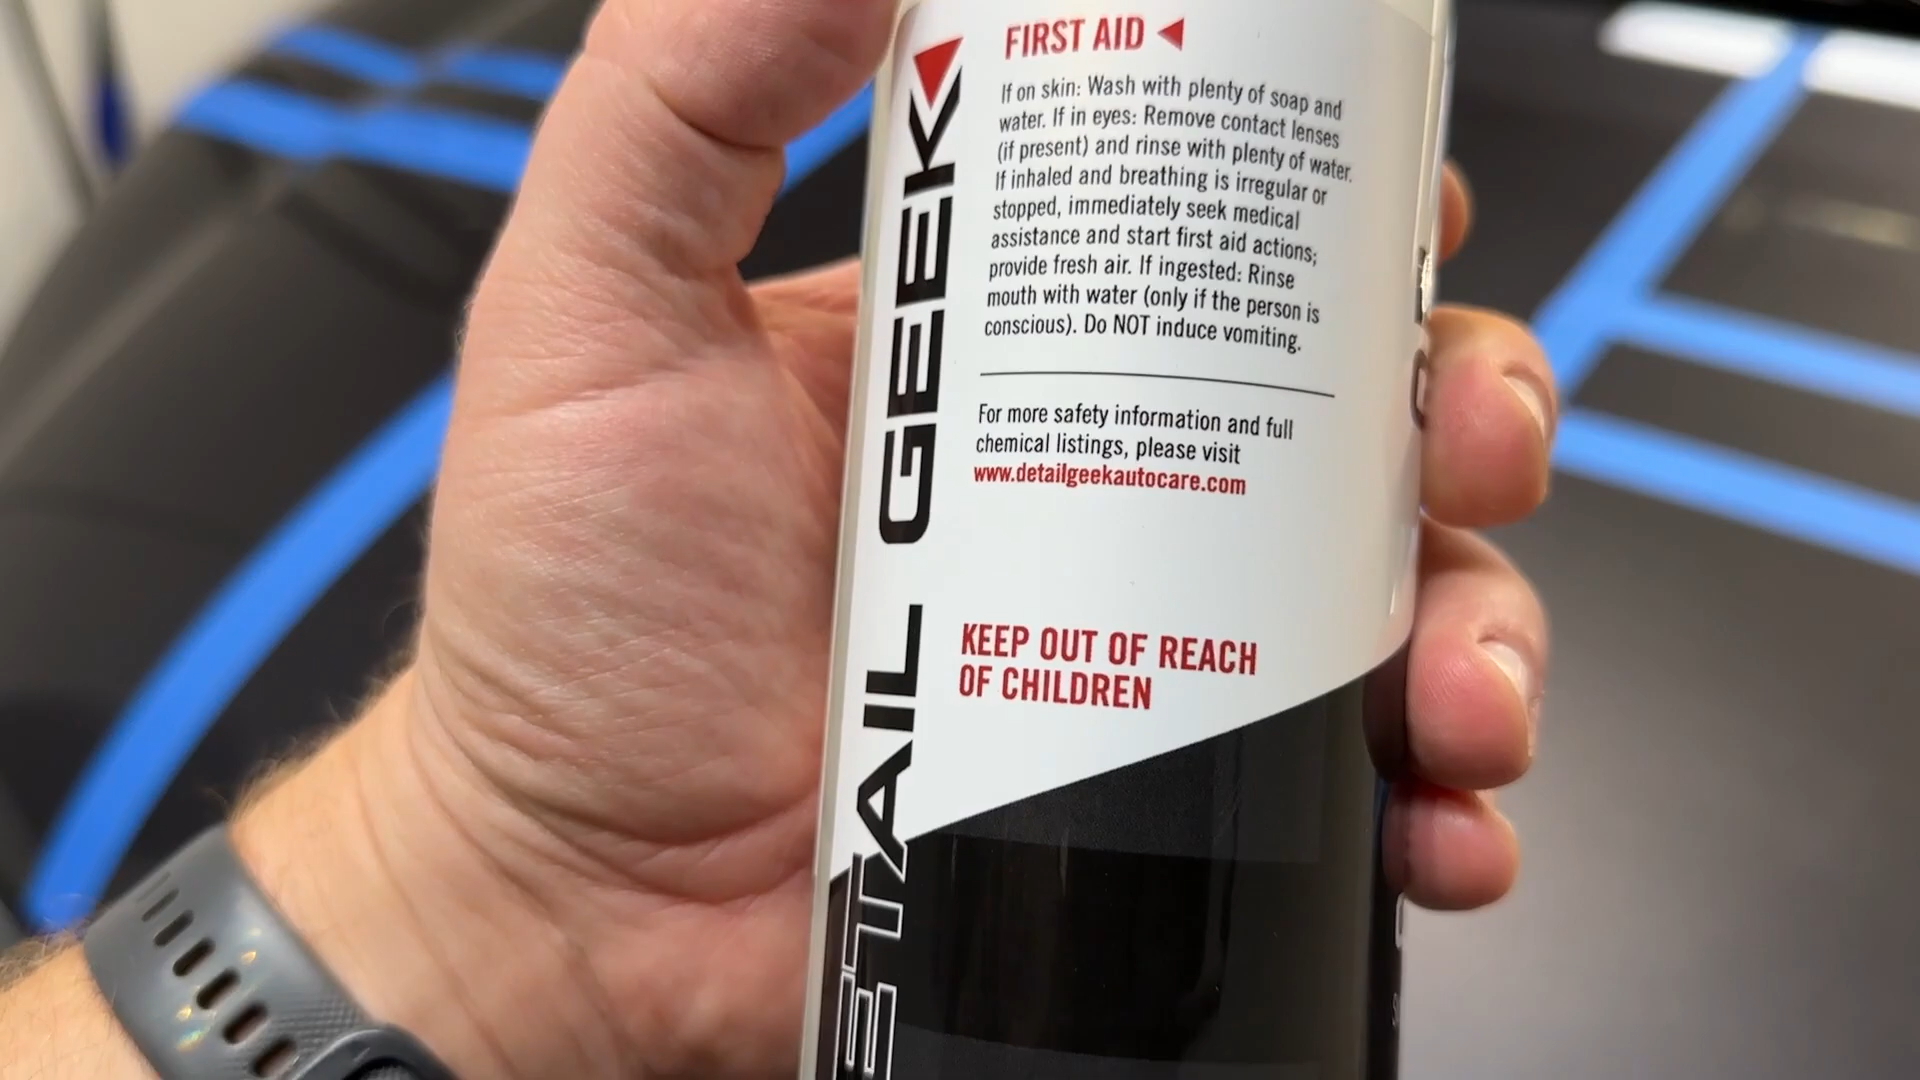 FIRST AID
If on skin: Wash with plenty of soap and
water. If in eyes: Remove contact lenses
(if present) and rinse with plenty of water.
If inhaled and breathing is irregular or
stopped, immediately seek medical
assistance and start first aid actions;
provide fresh air. If ingested: Rinse
mouth with water (only if the person is
conscious). Do NOT induce vomiting.
For more safety information and full
chemical listings, please visit
www.detailgeekautocare.com
KEEP OUT OF REACH
OF CHILDREN
ETAIL GEEK